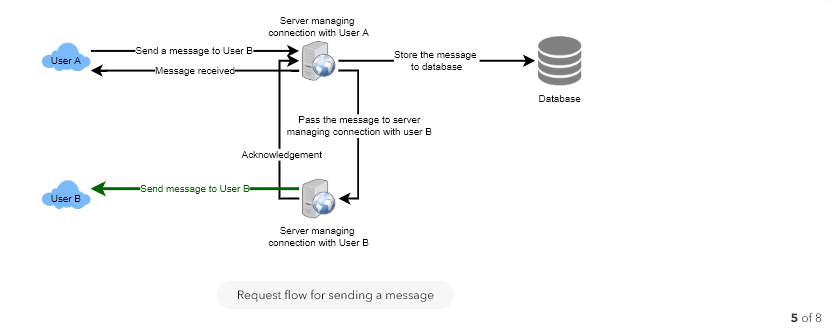 Server managing
connection with User A
User A
Send a message to User B
Message received
Store the message
to database
Database
Pass the message to server
managing connection with user B
Acknowledgement
User B
Send message to User B
Server managing
connection with User B
Request flow for sending a message
5 of 8